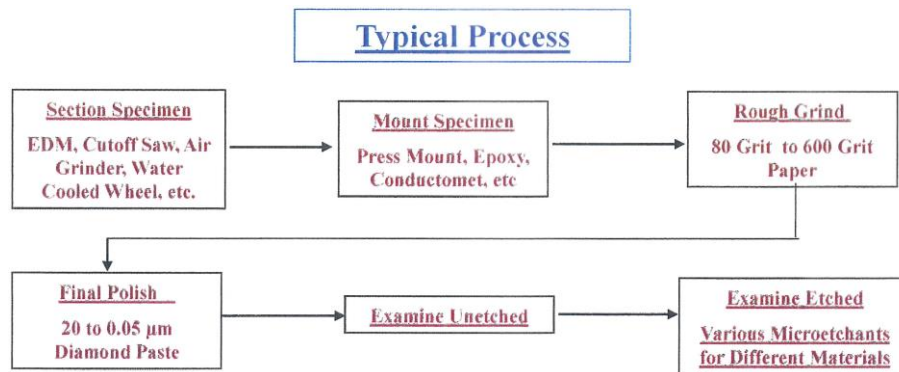 Typical Process
Section Specimen
EDM, Cutoff Saw, Air
Grinder, Water
Cooled Wheel, etc.
Mount Specimen
Press Mount, Epoxy,
Conductomet, etc
Rough Grind
80 Grit to 600 Grit
Paper
Final Polish
20 to 0.05 µm
Diamond Paste
Examine Unetched
Examine Etched
Various Microetchants
for Different Materials